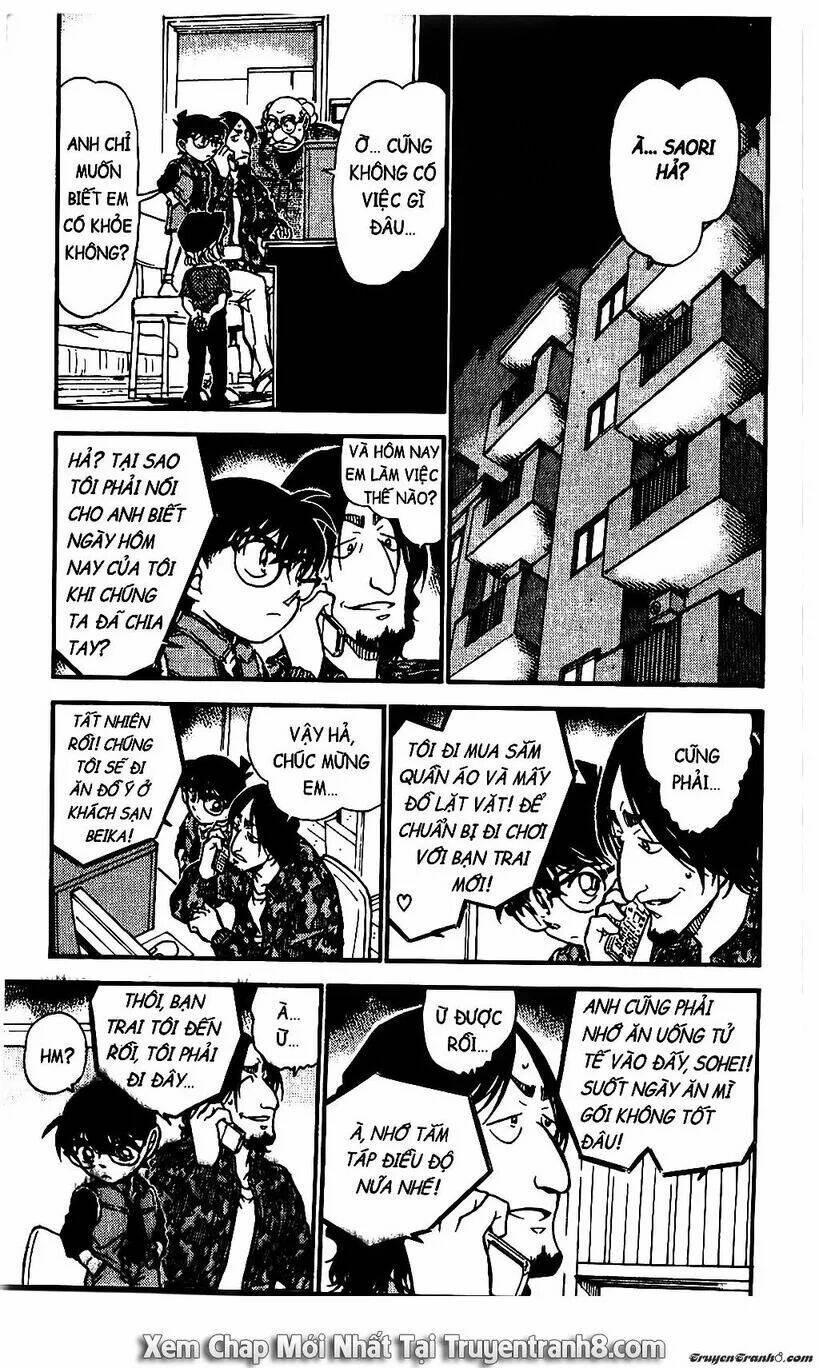 À... SAORI
HẢ?
Ờ... CŨNG
KHÔNG CÓ
VIỆC GÌ
ĐÂU...
ANH CHỈ
MUỐN
BIẾT EM
CÓ KHỎE
KHÔNG?
VÀ HÔM NAY
EM LÀM VIỆC
THẾ NÀO?
HẢ? TẠI SAO
TÔI PHẢI NÓI
CHO ANH BIẾT
NGÀY HÔM
NAY CỦA TÔI
KHI CHÚNG
TA ĐÃ CHIA
TAY?
CŨNG
PHẢI...
TÔI ĐI MUA SẮM
QUẦN ÁO VÀ MẤY
ĐỒ LẶT VẶT! ĐỂ
CHUẨN BỊ ĐI CHƠI
VỚI BẠN TRAI
MỚI!
♡
VẬY HẢ,
CHÚC MỪNG
EM...
TẤT NHIÊN
RỒI! CHÚNG
TÔI SẼ ĐI
ĂN ĐỒ Ý Ở
KHÁCH SẠN
BEIKA!
ANH CŨNG PHẢI
NHỚ ĂN UỐNG TỬ
TẾ VÀO ĐẤY, SOHEI!
SUỐT NGÀY ĂN MÌ
GÓI KHÔNG TỐT
ĐÂU!
Ừ ĐƯỢC
RỒI...
À, NHỚ TẮM
TÁP ĐIỀU ĐỘ
NỮA NHÉ!
À...
Ừ...
THÔI, BẠN
TRAI TÔI ĐẾN
RỒI, TÔI PHẢI
ĐI ĐÂY...
HM?
Xem Chap Mới Nhất Tại Truyentranh8.com
TruyenTranh8.com